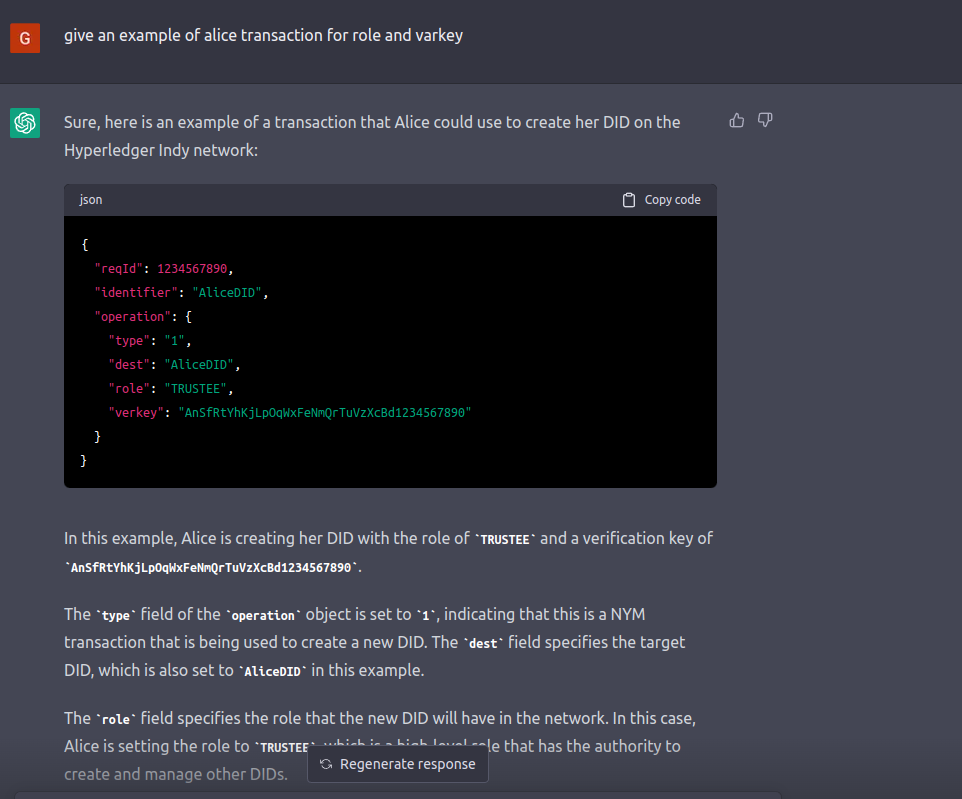 G
give an example of alice transaction for role and varkey
Sure, here is an example of a transaction that Alice could use to create her DID on the
Hyperledger Indy network:
json
Copy code
{
"reqId": 1234567890,
"identifier": "AliceDID",
"operation": {
"type": "1",
"dest": "AliceDID",
"role": "TRUSTEE",
"verkey": "AnSfRtYhKjLpOqWxFeNmQrTuVzXcBd1234567890"
}
}
In this example, Alice is creating her DID with the role of `TRUSTEE` and a verification key of
`AnSfRtYhKjLpOqWxFeNmQrTuVzXcBd1234567890`.
The `type` field of the `operation` object is set to `1`, indicating that this is a NYM
transaction that is being used to create a new DID. The `dest` field specifies the target
DID, which is also set to `AliceDID` in this example.
The `role` field specifies the role that the new DID will have in the network. In this case,
Alice is setting the role to `TRUSTEE`, which is a high-level role that has the authority to
create and manage other DIDs.
Regenerate response